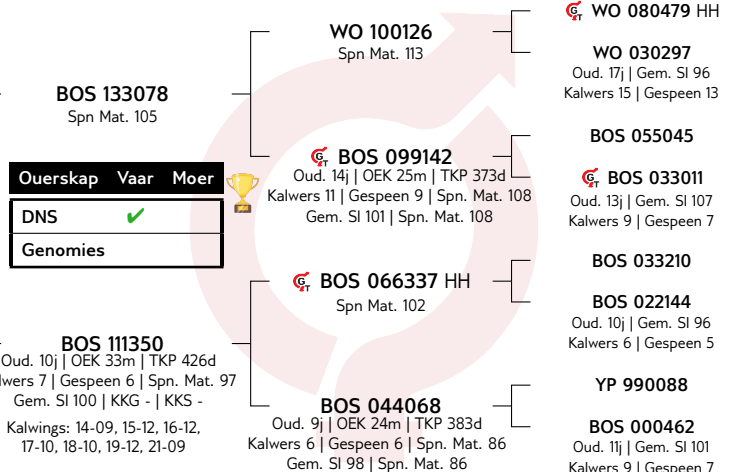 WO 080479 HH
WO 100126
Spn Mat. 113
WO 030297
Oud. 17j | Gem. SI 96
Kalwers 15 | Gespeen 13
BOS 133078
Spn Mat. 105
BOS 055045
BOS 099142
Oud. 14j | OEK 25m | TKP 373d
Kalwers 11 | Gespeen 9 | Spn. Mat. 108
Gem. SI 101 | Spn. Mat. 108
BOS 033011
Oud. 13j | Gem. SI 107
Kalwers 9 | Gespeen 7
Ouerskap Vaar Moer
DNS ✔
Genomies
BOS 033210
BOS 066337 HH
Spn Mat. 102
BOS 022144
Oud. 10j | Gem. SI 96
Kalwers 6 | Gespeen 5
BOS 111350
Oud. 10j | OEK 33m | TKP 426d
lwers 7 | Gespeen 6 | Spn. Mat. 97
Gem. SI 100 | KKG - | KKS -
Kalwings: 14-09, 15-12, 16-12,
17-10, 18-10, 19-12, 21-09
YP 990088
BOS 044068
Oud. 9j | OEK 24m | TKP 383d
Kalwers 6 | Gespeen 6 | Spn. Mat. 86
Gem. SI 98 | Spn. Mat. 86
BOS 000462
Oud. 11j | Gem. SI 101
Kalwers 9 | Gespeen 7